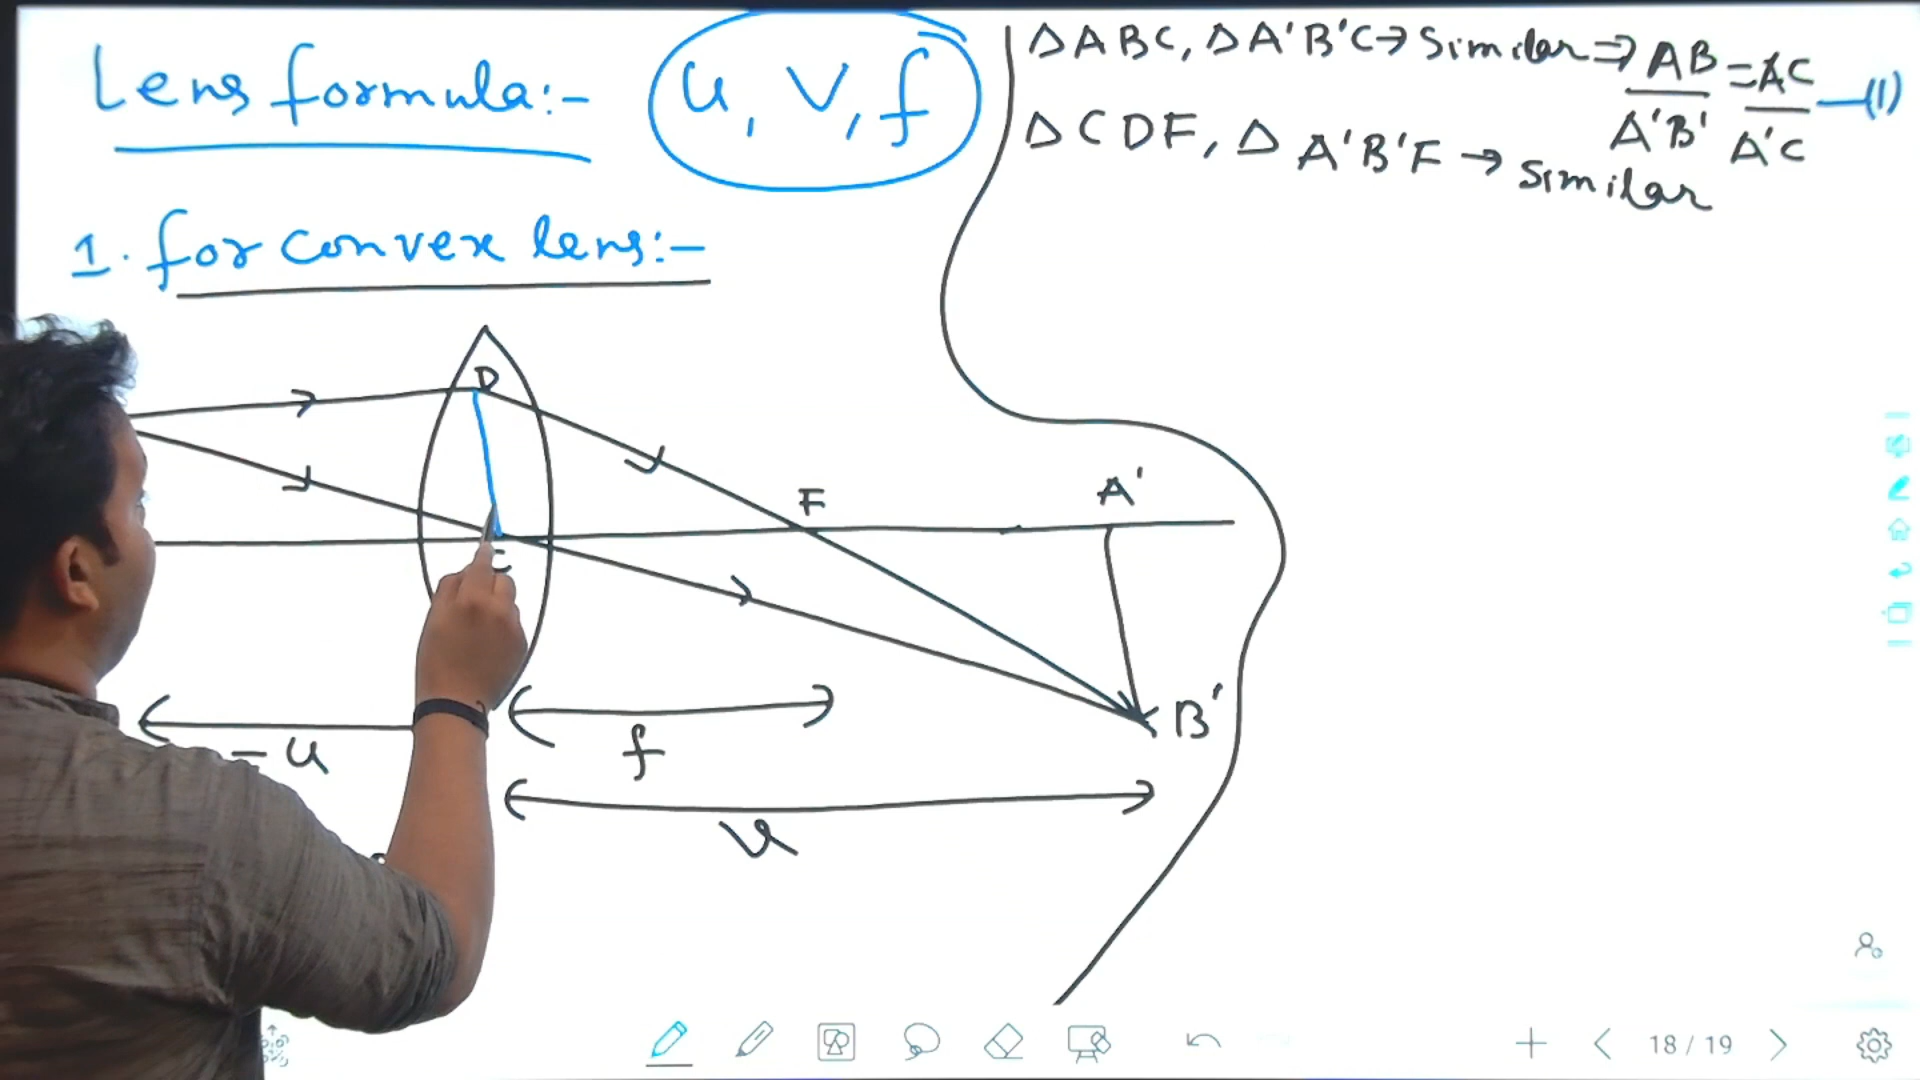 Lens formula:- u, v, f
1. for convex lens:-
ΔABC, ΔA'B'C → Similar ⇒ AB/A'B' = AC/A'C —(1)
ΔCDF, ΔA'B'F → Similar
D
F
A'
C
B'
-u
f
v
18 / 19